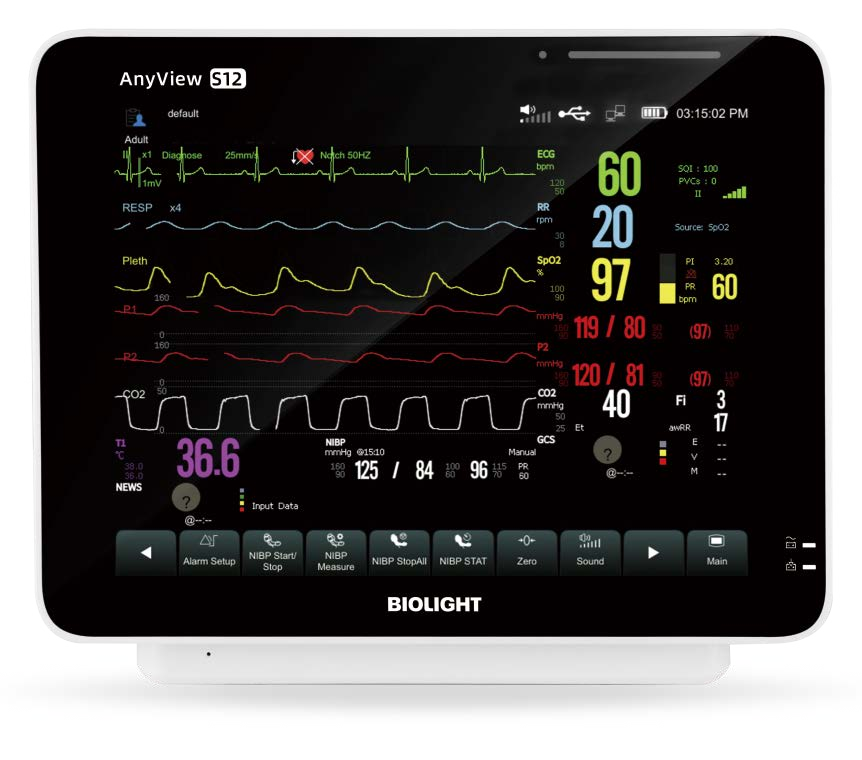 AnyView S12
default
03:15:02 PM
Adult
II x1 Diagnose 25mm/s Notch 50HZ
1mV
ECG
bpm
120
50
60
SQI : 100
PVCs : 0
II
RESP x4
RR
rpm
30
8
20
Source: SpO2
Pleth
SpO2
%
100
90
97
PI 3.20
PR
bpm
60
160
P1
0
mmHg
160
90
119 / 80
90
50
(97)
110
70
160
P2
0
P2
mmHg
160
90
120 / 81
90
50
(97)
110
70
50
CO2
0
CO2
mmHg
50
25
Et
40
Fi 3
awRR 17
T1
°C
38.0
36.0
36.6
NIBP
mmHg @15:10
Manual
160
90
125 / 84
100
60
96
115
70
PR
60
GCS
?
@--:--
E --
V --
M --
NEWS
?
@--:--
Input Data
Alarm Setup
NIBP Start/
Stop
NIBP
Measure
NIBP StopAll
NIBP STAT
→0←
Zero
Sound
Main
BIOLIGHT